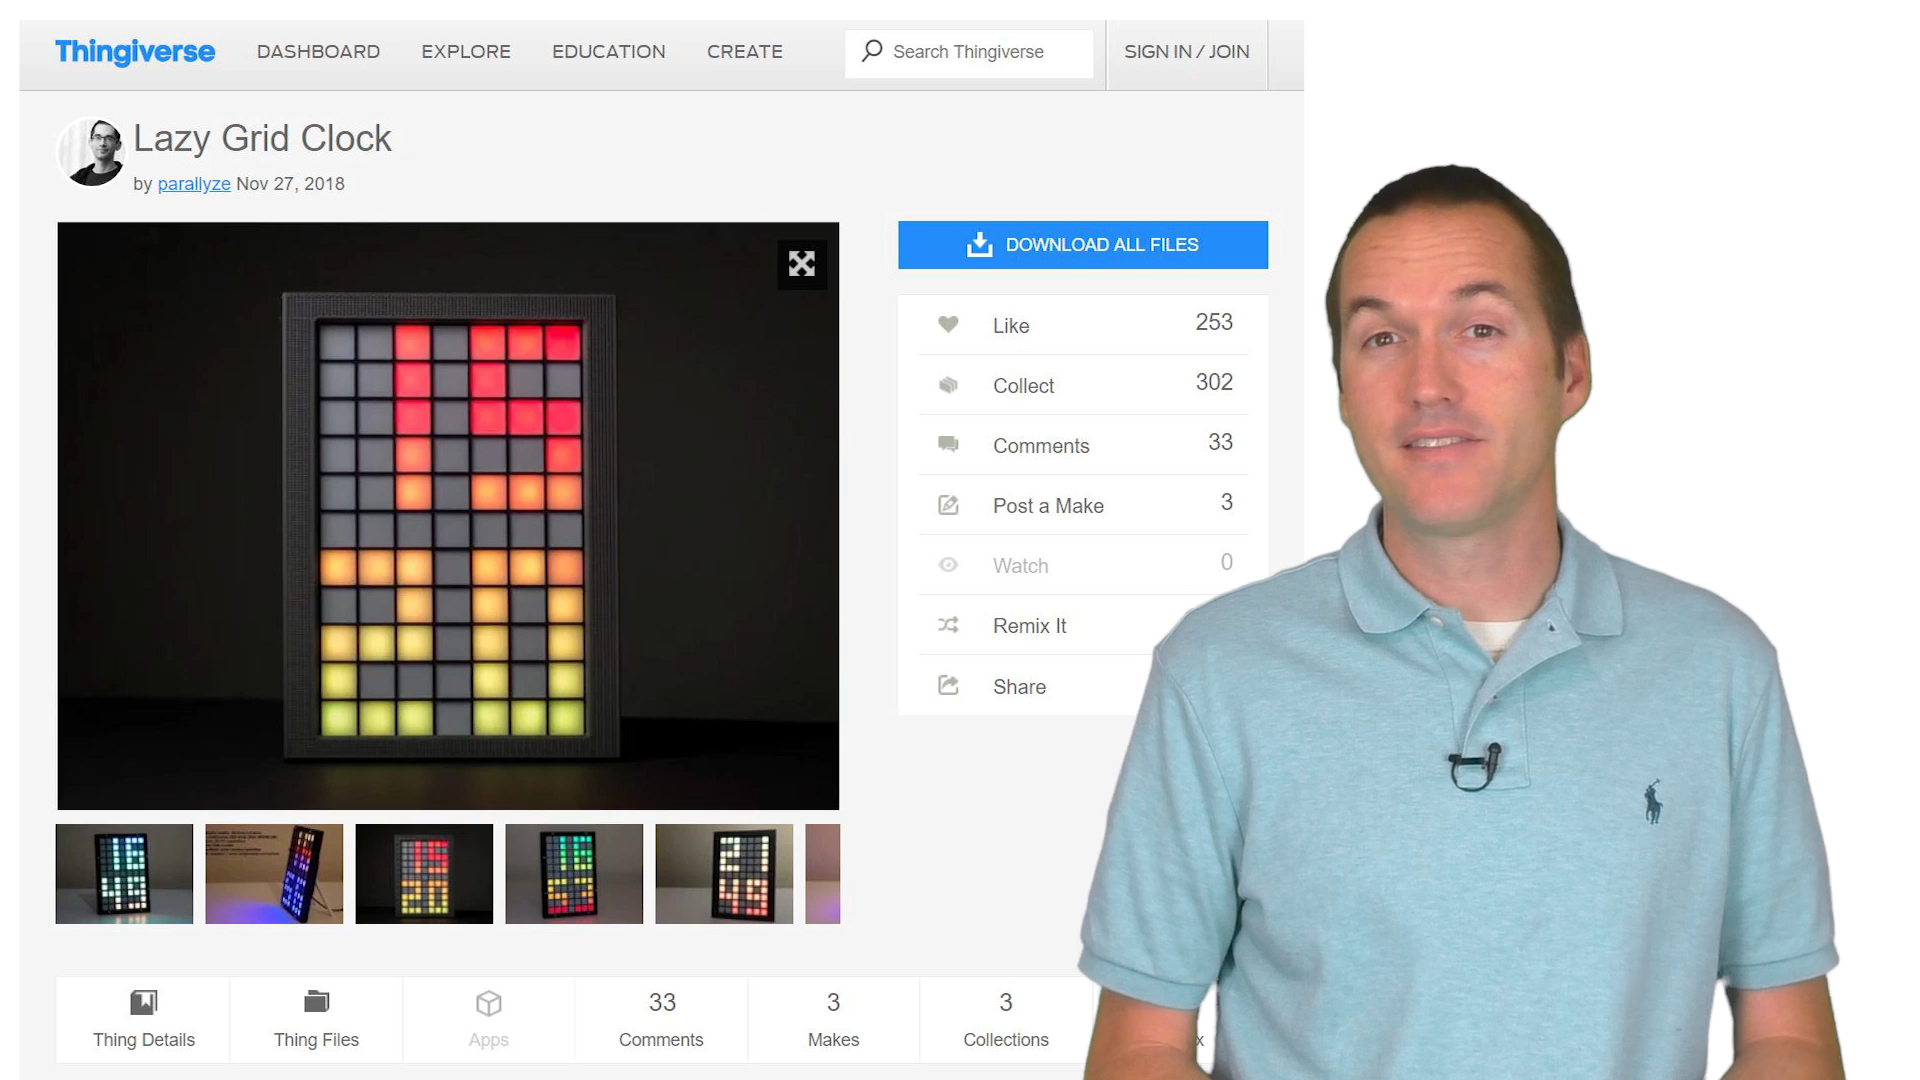 Thingiverse DASHBOARD EXPLORE EDUCATION CREATE Search Thingiverse SIGN IN / JOIN
Lazy Grid Clock
by parallyze Nov 27, 2018
DOWNLOAD ALL FILES
Like 253
Collect 302
Comments 33
Post a Make 3
Watch 0
Remix It
Share
15
20
Thing Details
Thing Files
Apps
33
Comments
3
Makes
3
Collections
x